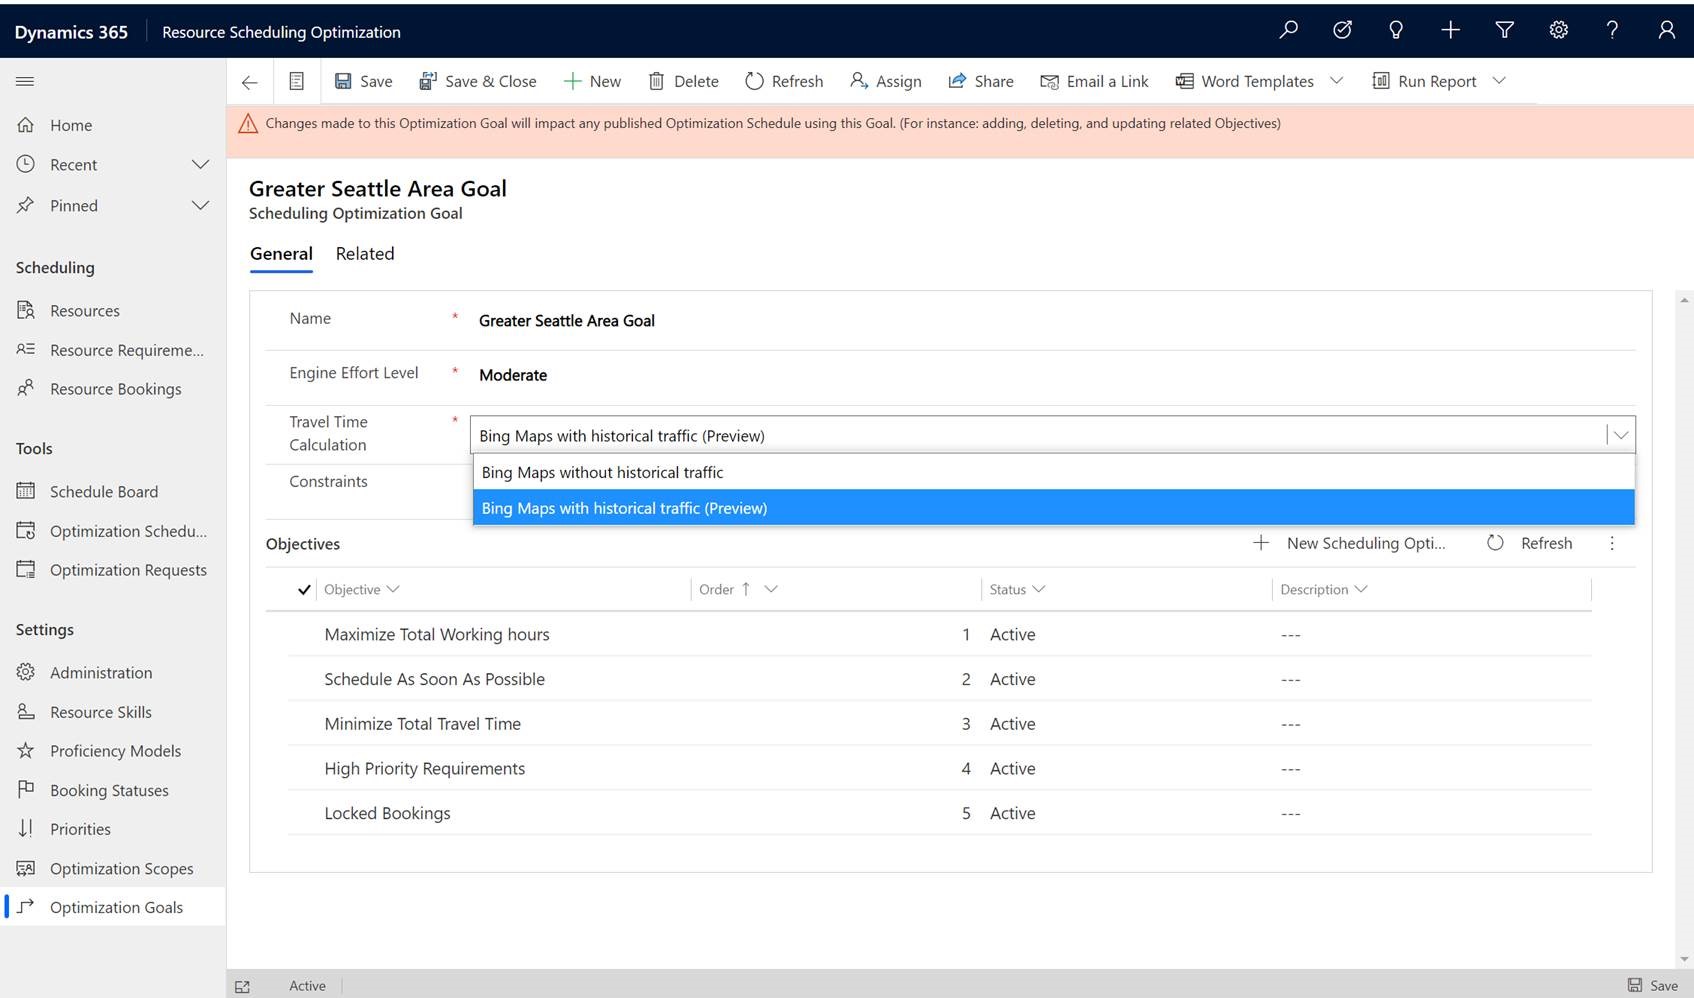 Dynamics 365
Resource Scheduling Optimization
Save
Save & Close
New
Delete
Refresh
Assign
Share
Email a Link
Word Templates
Run Report
Changes made to this Optimization Goal will impact any published Optimization Schedule using this Goal. (For instance: adding, deleting, and updating related Objectives)
Home
Recent
Pinned
Scheduling
Resources
Resource Requireme...
Resource Bookings
Tools
Schedule Board
Optimization Schedu...
Optimization Requests
Settings
Administration
Resource Skills
Proficiency Models
Booking Statuses
Priorities
Optimization Scopes
Optimization Goals
Greater Seattle Area Goal
Scheduling Optimization Goal
General Related
Name * Greater Seattle Area Goal
Engine Effort Level * Moderate
Travel Time
Calculation
* Bing Maps with historical traffic (Preview)
Bing Maps without historical traffic
Bing Maps with historical traffic (Preview)
Constraints
Objectives
New Scheduling Opti...
Refresh
Objective Order ↑ Status Description
Maximize Total Working hours 1 Active ---
Schedule As Soon As Possible 2 Active ---
Minimize Total Travel Time 3 Active ---
High Priority Requirements 4 Active ---
Locked Bookings 5 Active ---
Active
Save